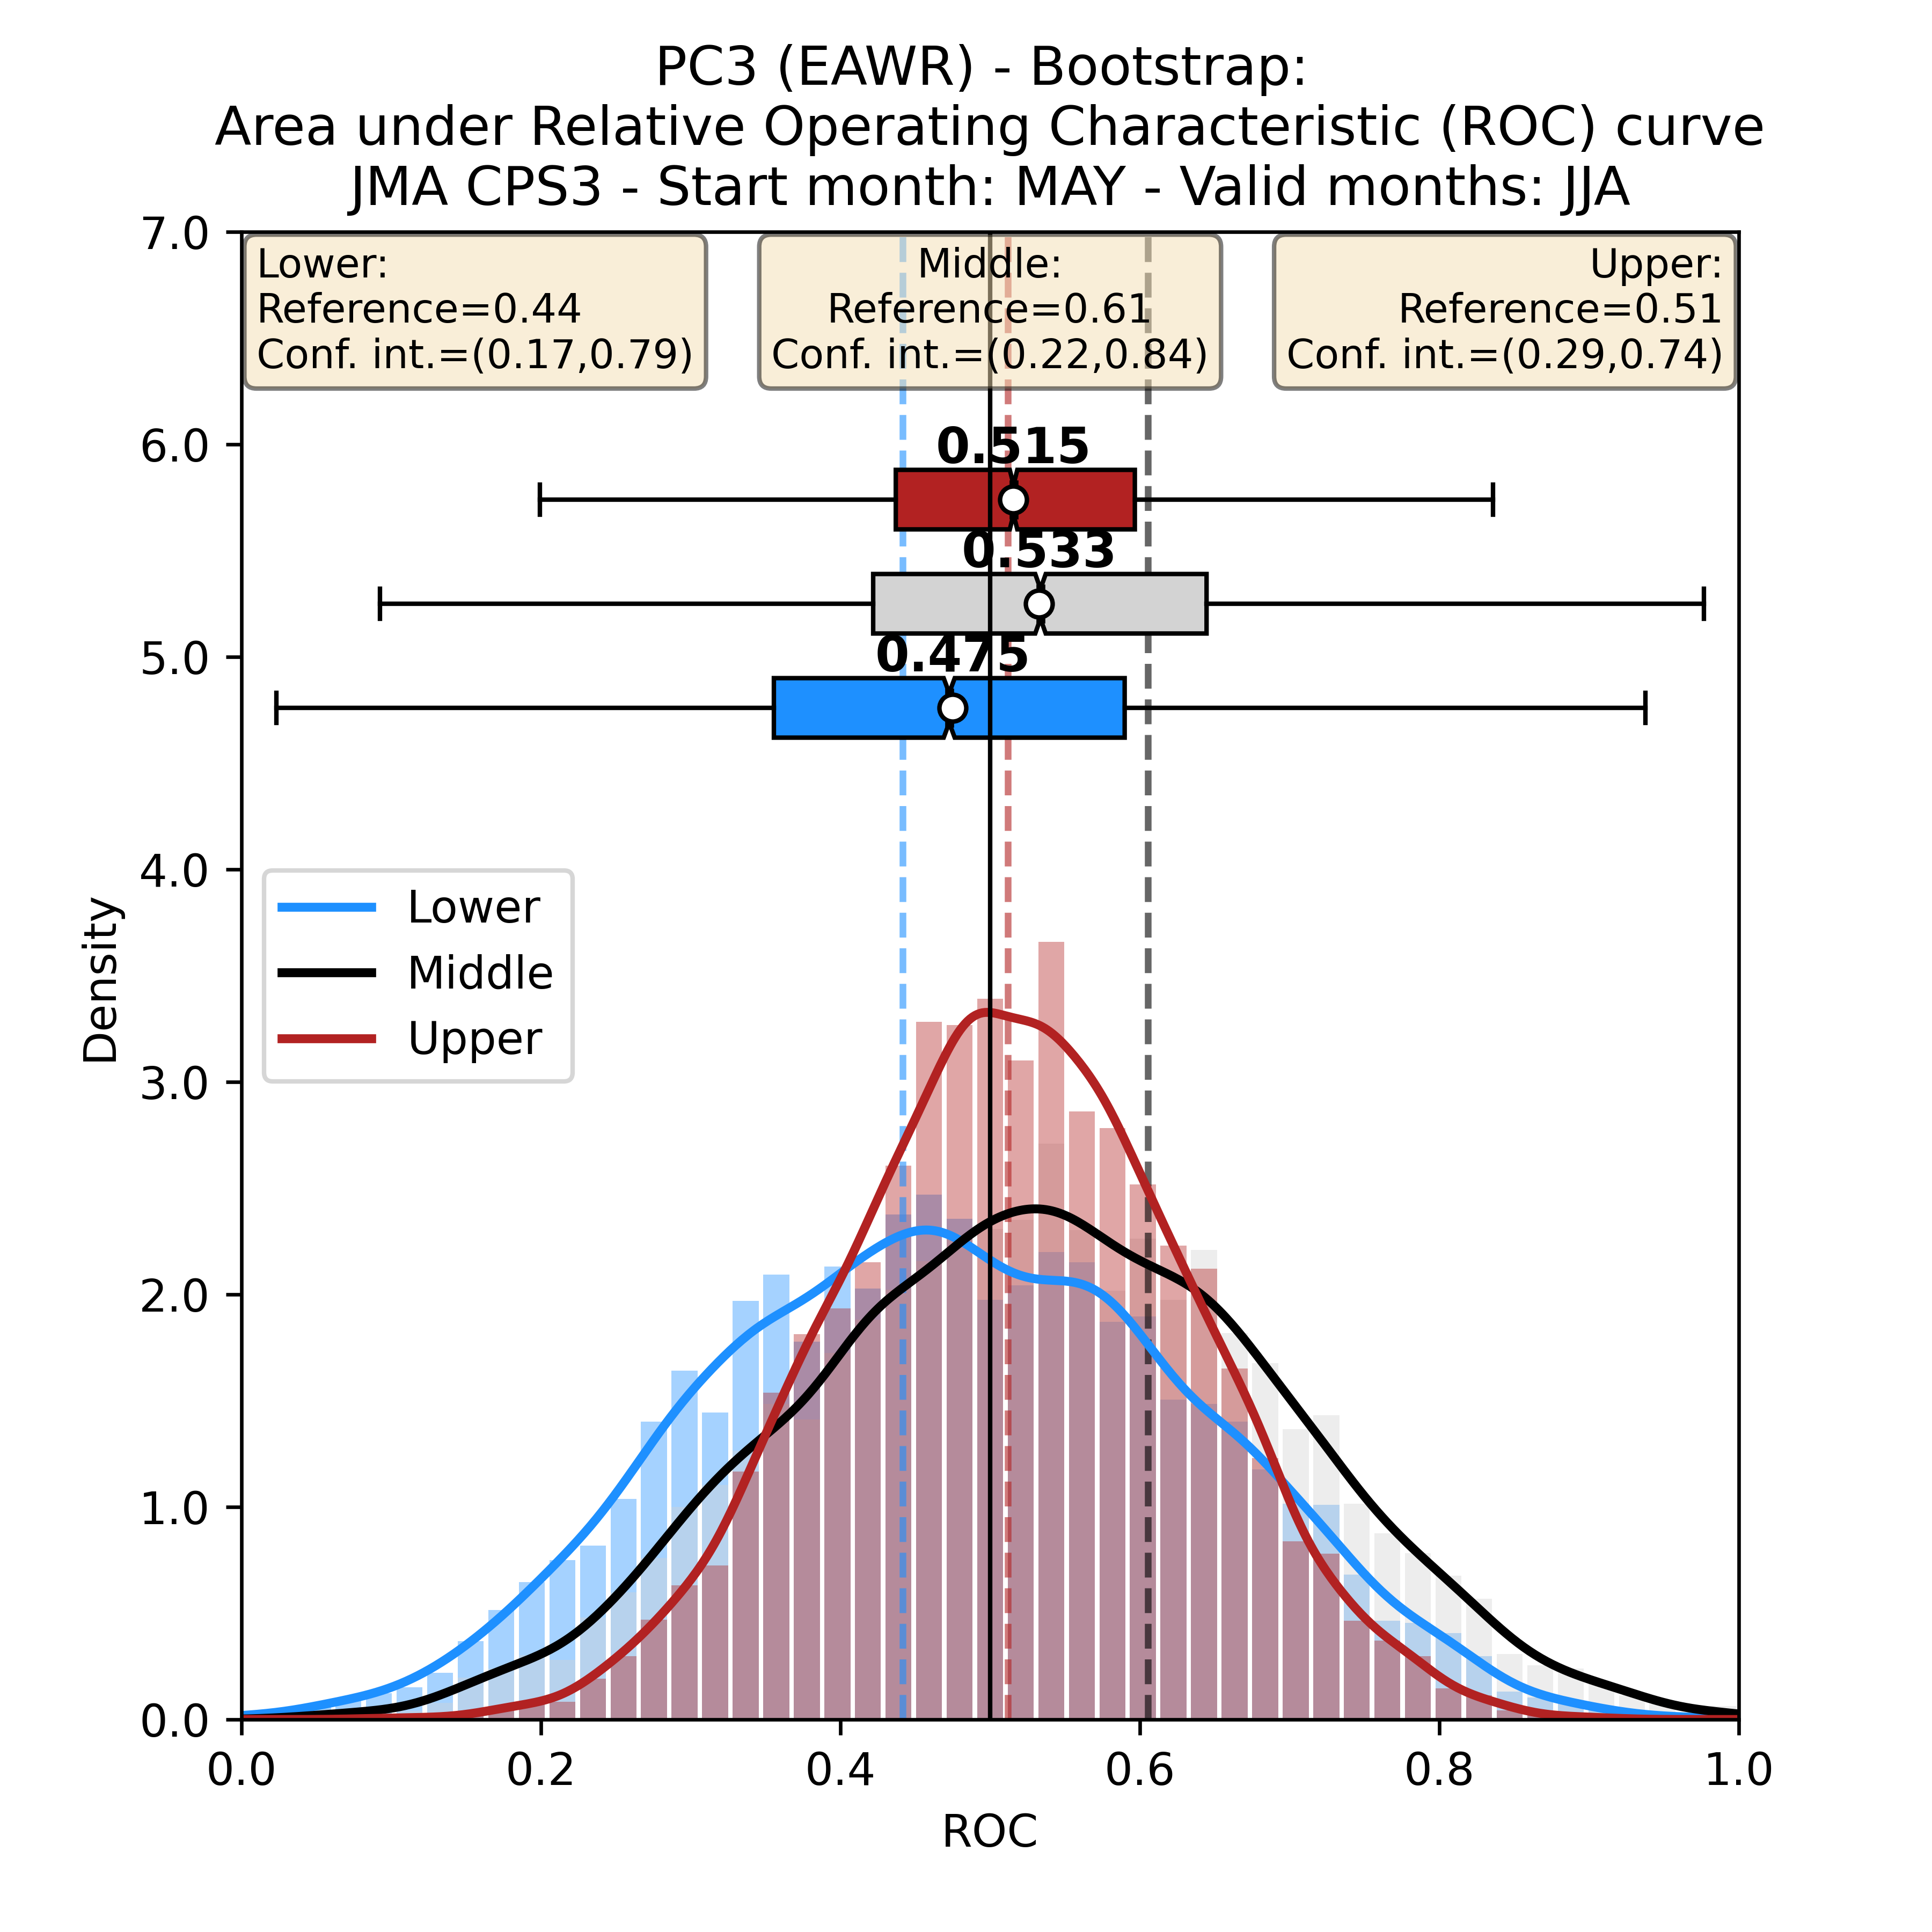 PC3 (EAWR) - Bootstrap:
Area under Relative Operating Characteristic (ROC) curve
JMA CPS3 - Start month: MAY - Valid months: JJA
Lower:
Reference=0.44
Conf. int.=(0.17,0.79)
Middle:
Reference=0.61
Conf. int.=(0.22,0.84)
Upper:
Reference=0.51
Conf. int.=(0.29,0.74)
0.515
0.533
0.475
Lower
Middle
Upper
Density
7.0
6.0
5.0
4.0
3.0
2.0
1.0
0.0
0.0
0.2
0.4
0.6
0.8
1.0
ROC